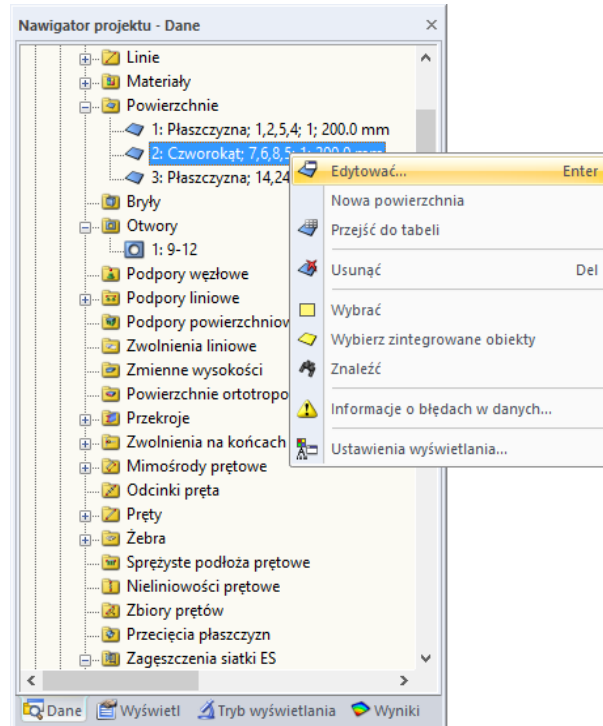 Nawigator projektu - Dane
Linie
Materiały
Powierzchnie
1: Płaszczyzna; 1,2,5,4; 1; 200.0 mm
2: Czworokąt; 7,6,8,5; 1; 200.0 mm
3: Płaszczyzna; 14,24
Bryły
Otwory
1: 9-12
Podpory węzłowe
Podpory liniowe
Podpory powierzchniow
Zwolnienia liniowe
Zmienne wysokości
Powierzchnie ortotropo
Przekroje
Zwolnienia na końcach
Mimośrody prętowe
Odcinki pręta
Pręty
Żebra
Sprężyste podłoża prętowe
Nieliniowości prętowe
Zbiory prętów
Przecięcia płaszczyzn
Zagęszczenia siatki ES
Edytować... Enter
Nowa powierzchnia
Przejść do tabeli
Usunąć Del
Wybrać
Wybierz zintegrowane obiekty
Znaleźć
Informacje o błędach w danych...
Ustawienia wyświetlania...
Dane Wyświetl Tryb wyświetlania Wyniki